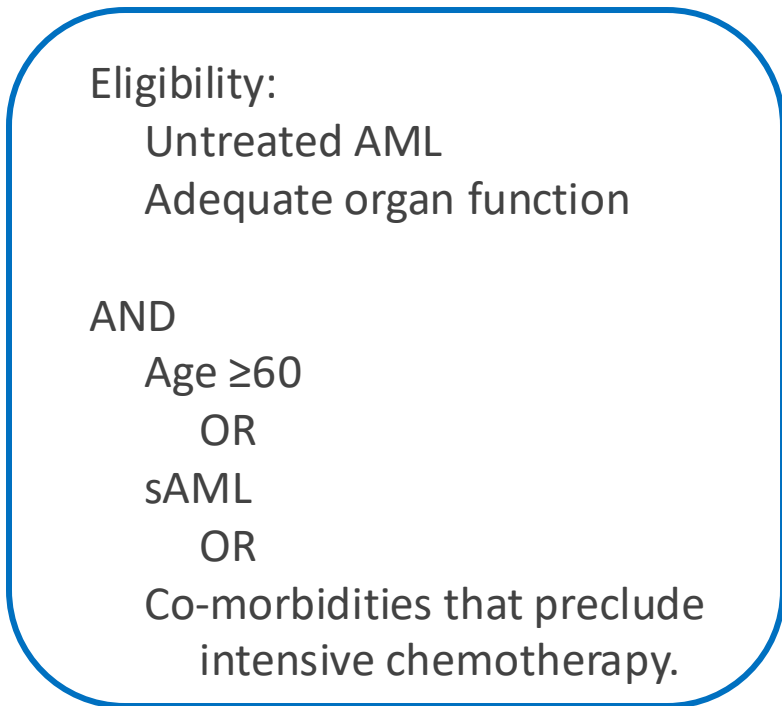 Eligibility:
Untreated AML
Adequate organ function
AND
Age ≥60
OR
sAML
OR
Co-morbidities that preclude
intensive chemotherapy.